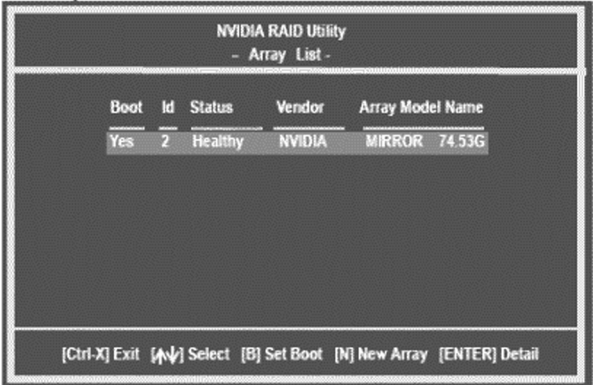 NVIDIA RAID Utility
- Array List -
Boot Id Status Vendor Array Model Name
Yes 2 Healthy NVIDIA MIRROR 74.53G
[Ctrl-X] Exit [↑↓] Select [B] Set Boot [N] New Array [ENTER] Detail